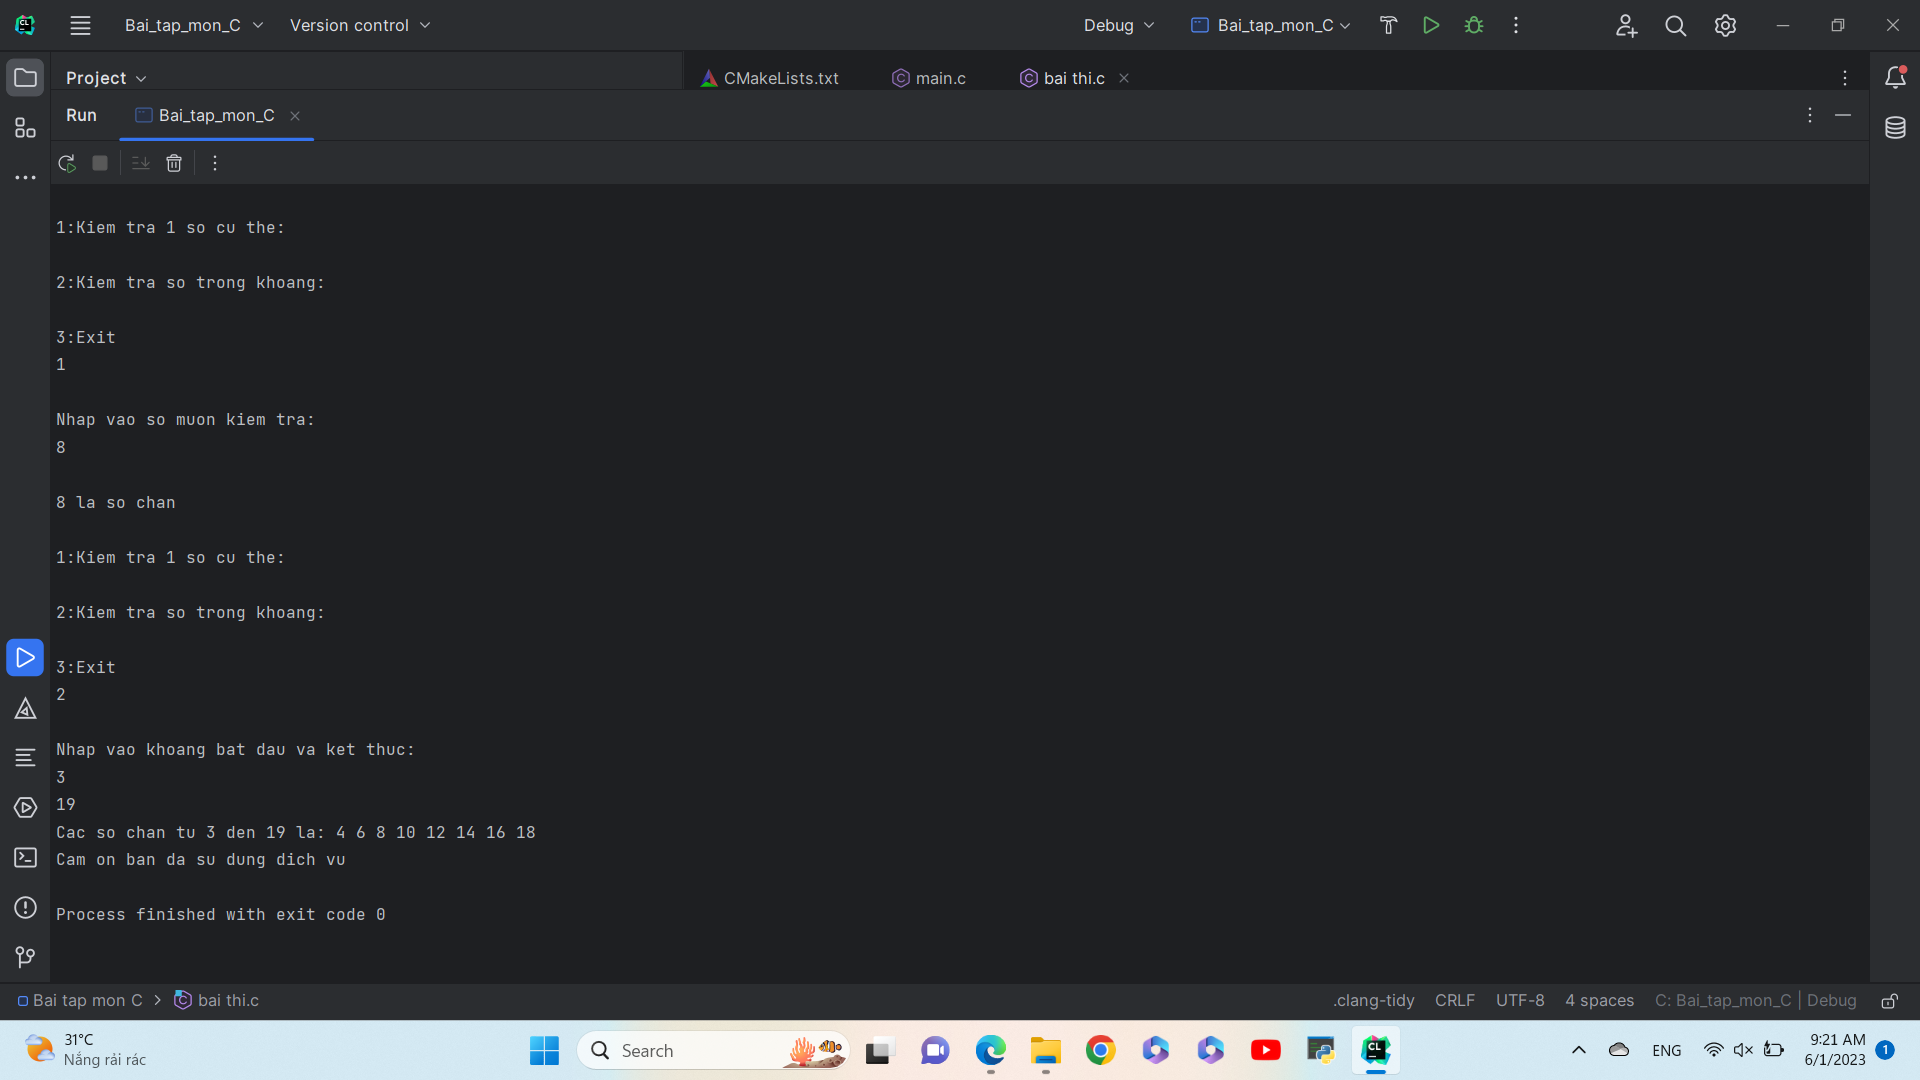 Bai_tap_mon_C
Version control
Debug
Bai_tap_mon_C
Project
CMakeLists.txt
main.c
bai thi.c
Run
Bai_tap_mon_C
1:Kiem tra 1 so cu the:
2:Kiem tra so trong khoang:
3:Exit
1
Nhap vao so muon kiem tra:
8
8 la so chan
1:Kiem tra 1 so cu the:
2:Kiem tra so trong khoang:
3:Exit
2
Nhap vao khoang bat dau va ket thuc:
3
19
Cac so chan tu 3 den 19 la: 4 6 8 10 12 14 16 18
Cam on ban da su dung dich vu
Process finished with exit code 0
Bai tap mon C
bai thi.c
.clang-tidy
CRLF
UTF-8
4 spaces
C: Bai_tap_mon_C | Debug
31°C
Nắng rải rác
Search
ENG
9:21 AM
6/1/2023
1